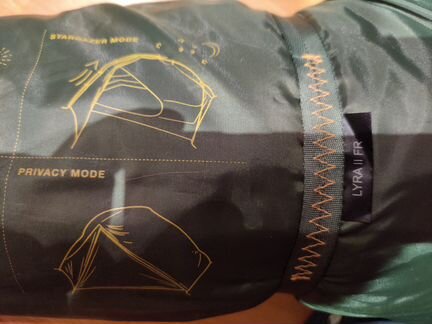 STARGAZER MODE
PRIVACY MODE
LYRA II FR